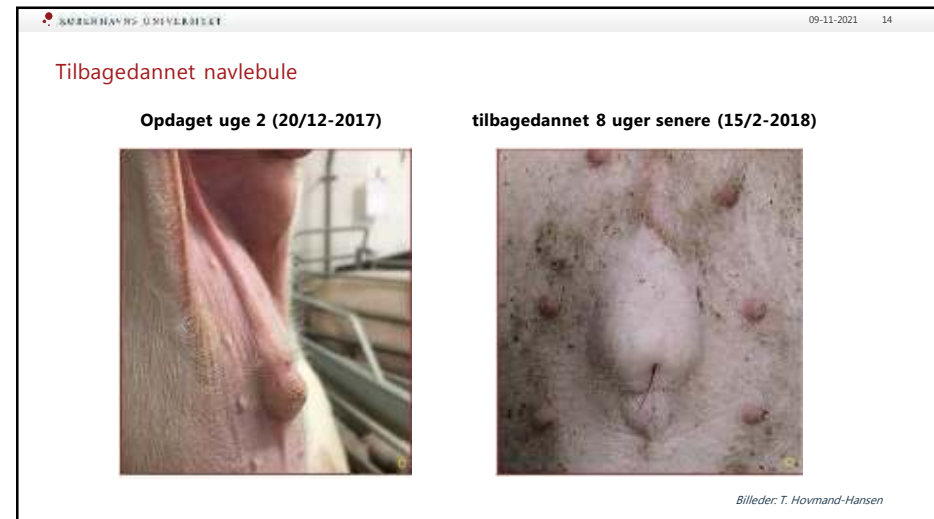 KØBENHAVNS UNIVERSITET
09-11-2021 14
Tilbagedannet navlebule
Opdaget uge 2 (20/12-2017)
tilbagedannet 8 uger senere (15/2-2018)
Billeder: T. Hovmand-Hansen